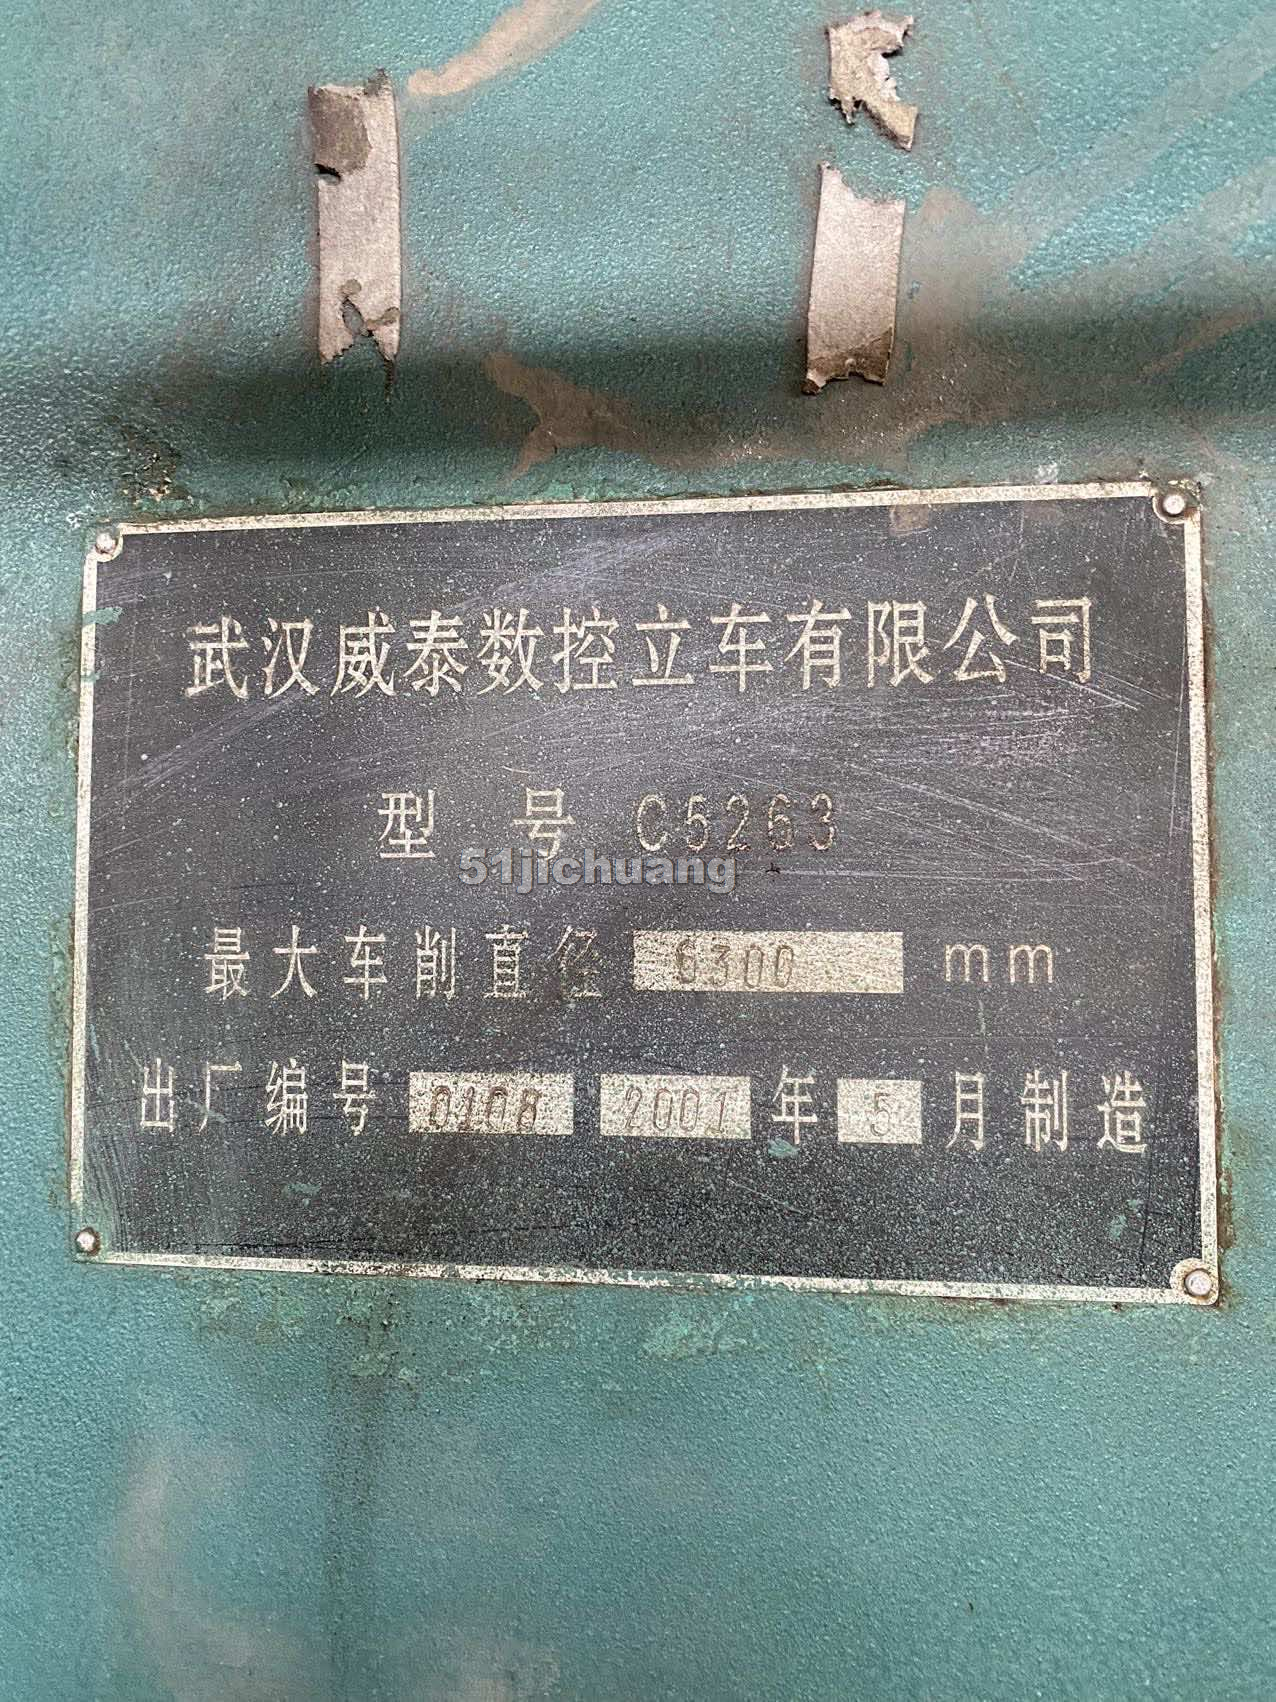 武汉威泰数控立车有限公司
型 号 C5263
51jichuang
最大车削直径 6300 mm
出厂编号 0108 2001 年 5 月制造